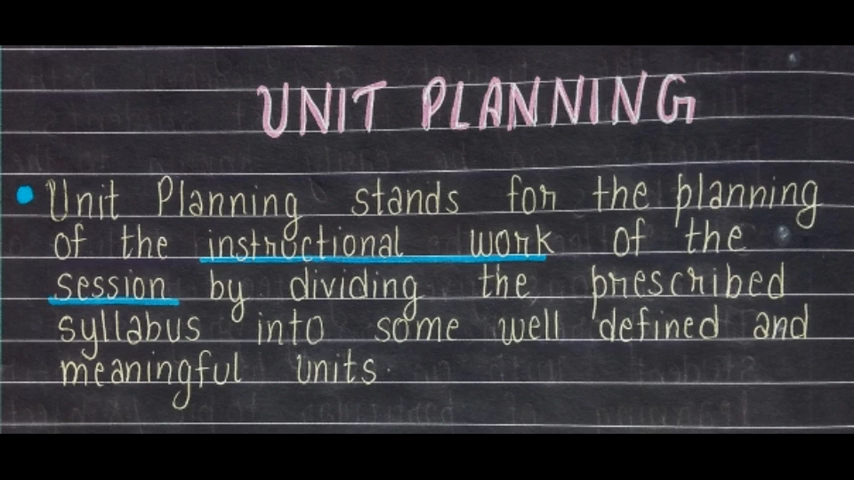 UNIT PLANNING
Unit Planning stands for the planning
of the instructional work of the
session by dividing the prescribed
syllabus into some well defined and
meaningful units.